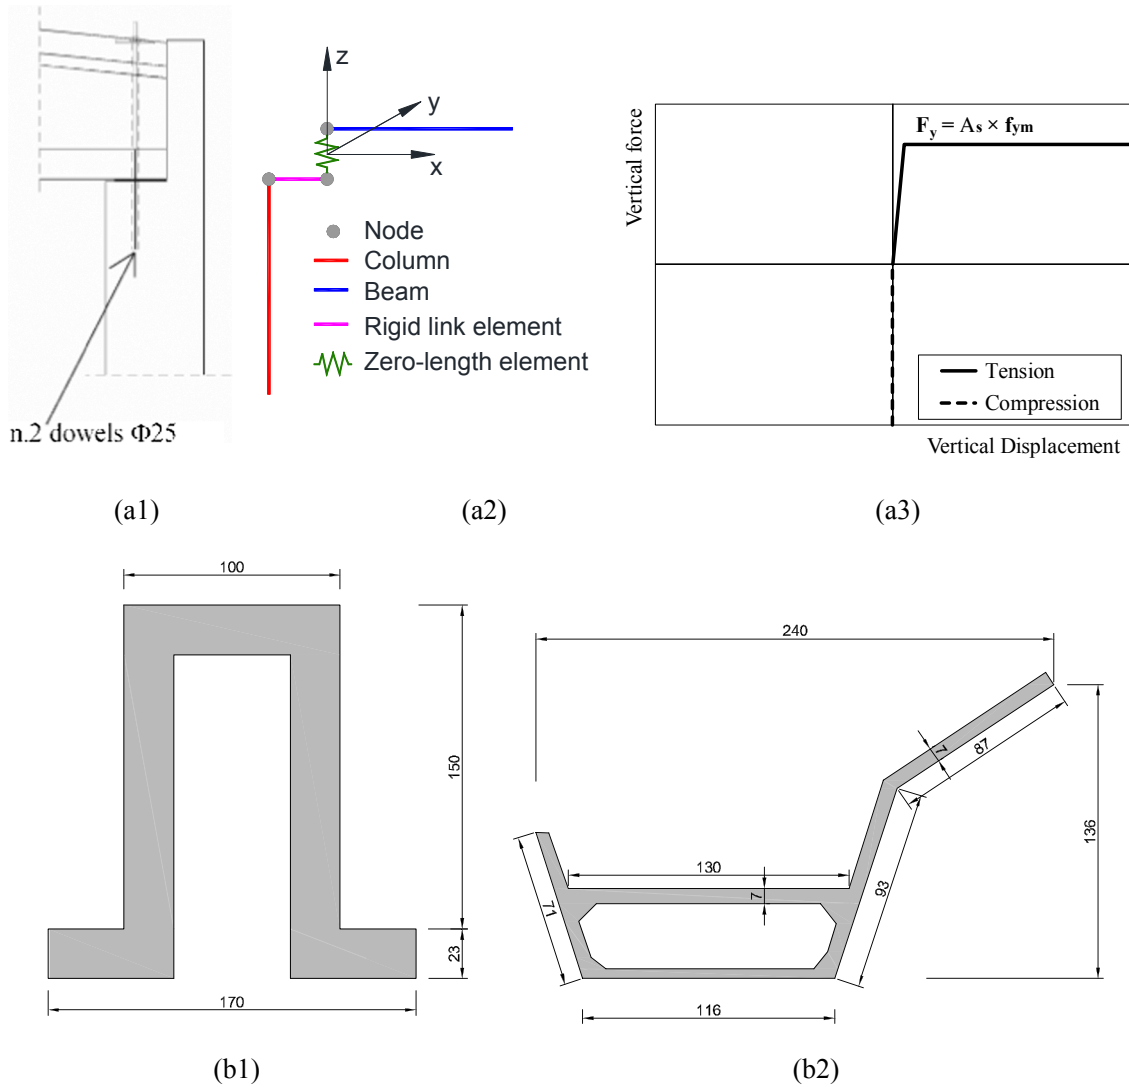 z
y
x
Node
Column
Beam
Rigid link element
Zero-length element
n.2 dowels Φ25
Vertical force
Fy = As × fym
Tension
Compression
Vertical Displacement
(a1)
(a2)
(a3)
100
150
23
170
240
7
87
136
130
7
93
71
116
(b1)
(b2)